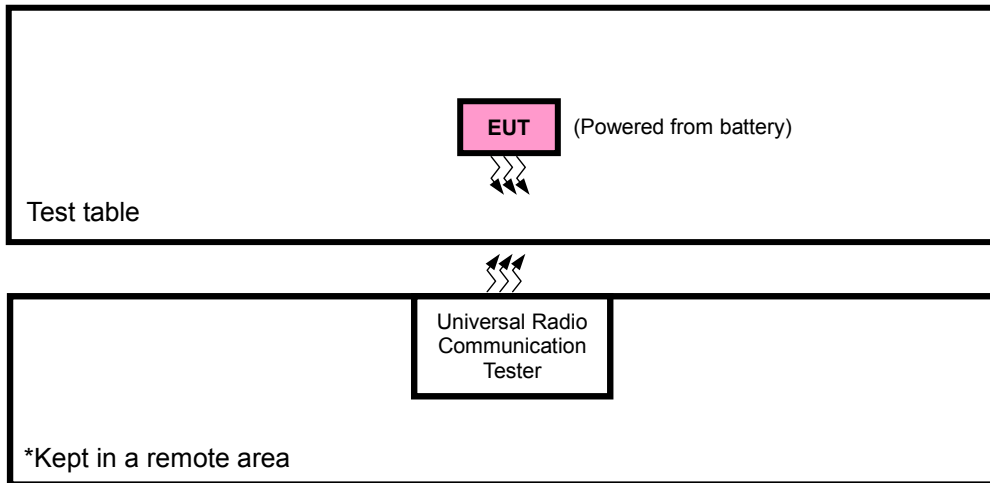 EUT (Powered from battery)
Test table
Universal Radio
Communication
Tester
*Kept in a remote area